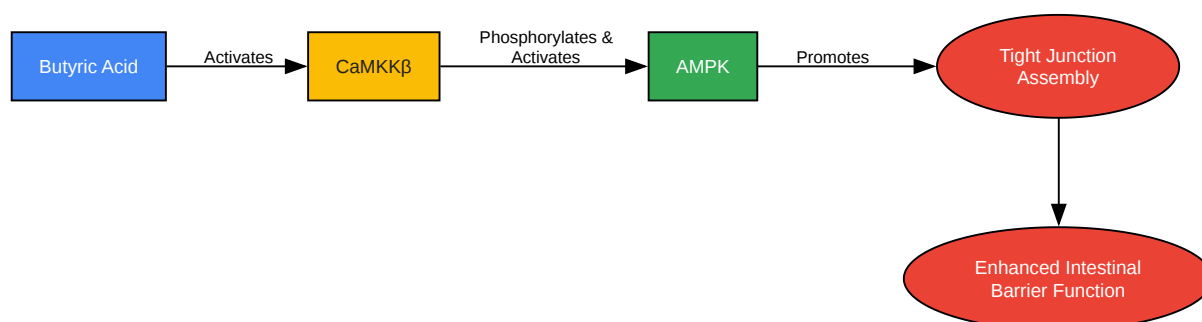 Butyric Acid
Activates
CaMKKβ
Phosphorylates &
Activates
AMPK
Promotes
Tight Junction
Assembly
Enhanced Intestinal
Barrier Function